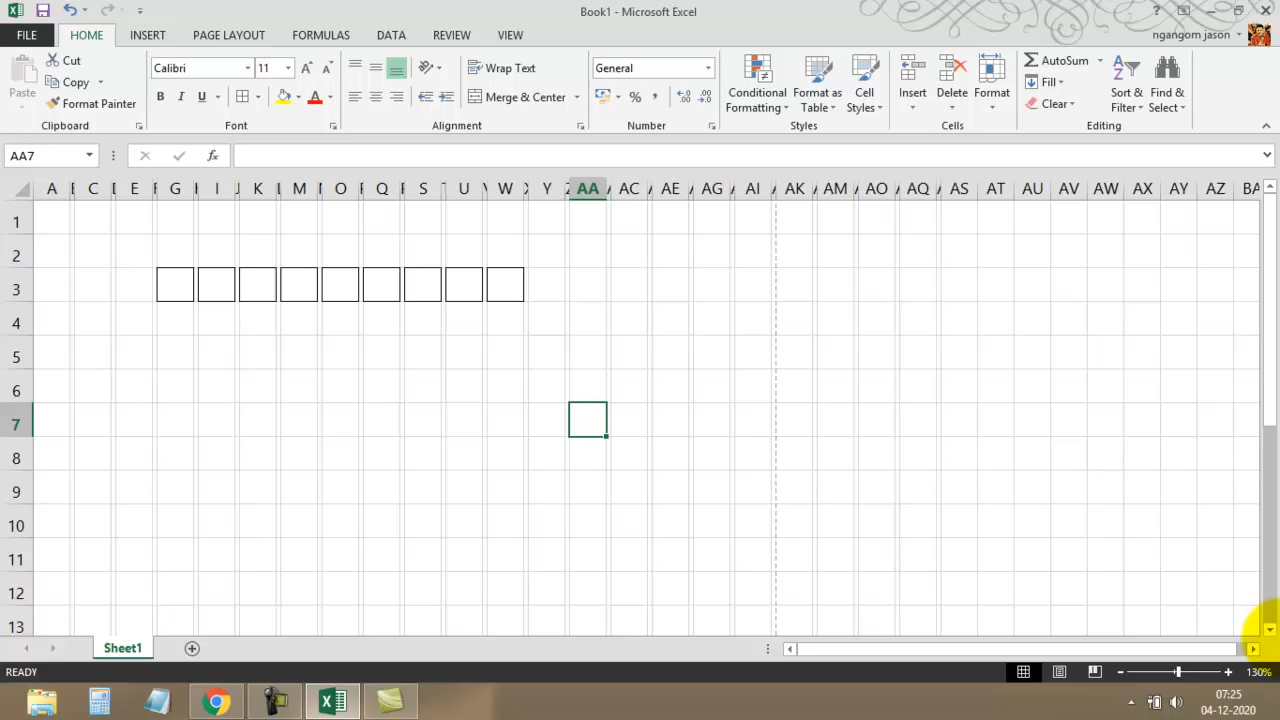 Book1 - Microsoft Excel
?
FILE HOME INSERT PAGE LAYOUT FORMULAS DATA REVIEW VIEW ngangom jason
Paste Cut Copy Format Painter Clipboard
Calibri 11 B I U A Font
Wrap Text Merge & Center Alignment
General % , Number
Conditional Formatting Format as Table Cell Styles Styles
Insert Delete Format Cells
AutoSum Fill Clear Sort & Filter Find & Select Editing
AA7 fx
A C E G I K M O Q S U W Y AA AC AE AG AI AK AM AO AQ AS AT AU AV AW AX AY AZ BA
1
2
3
4
5
6
7
8
9
10
11
12
13
Sheet1
READY 130%
07:25
04-12-2020